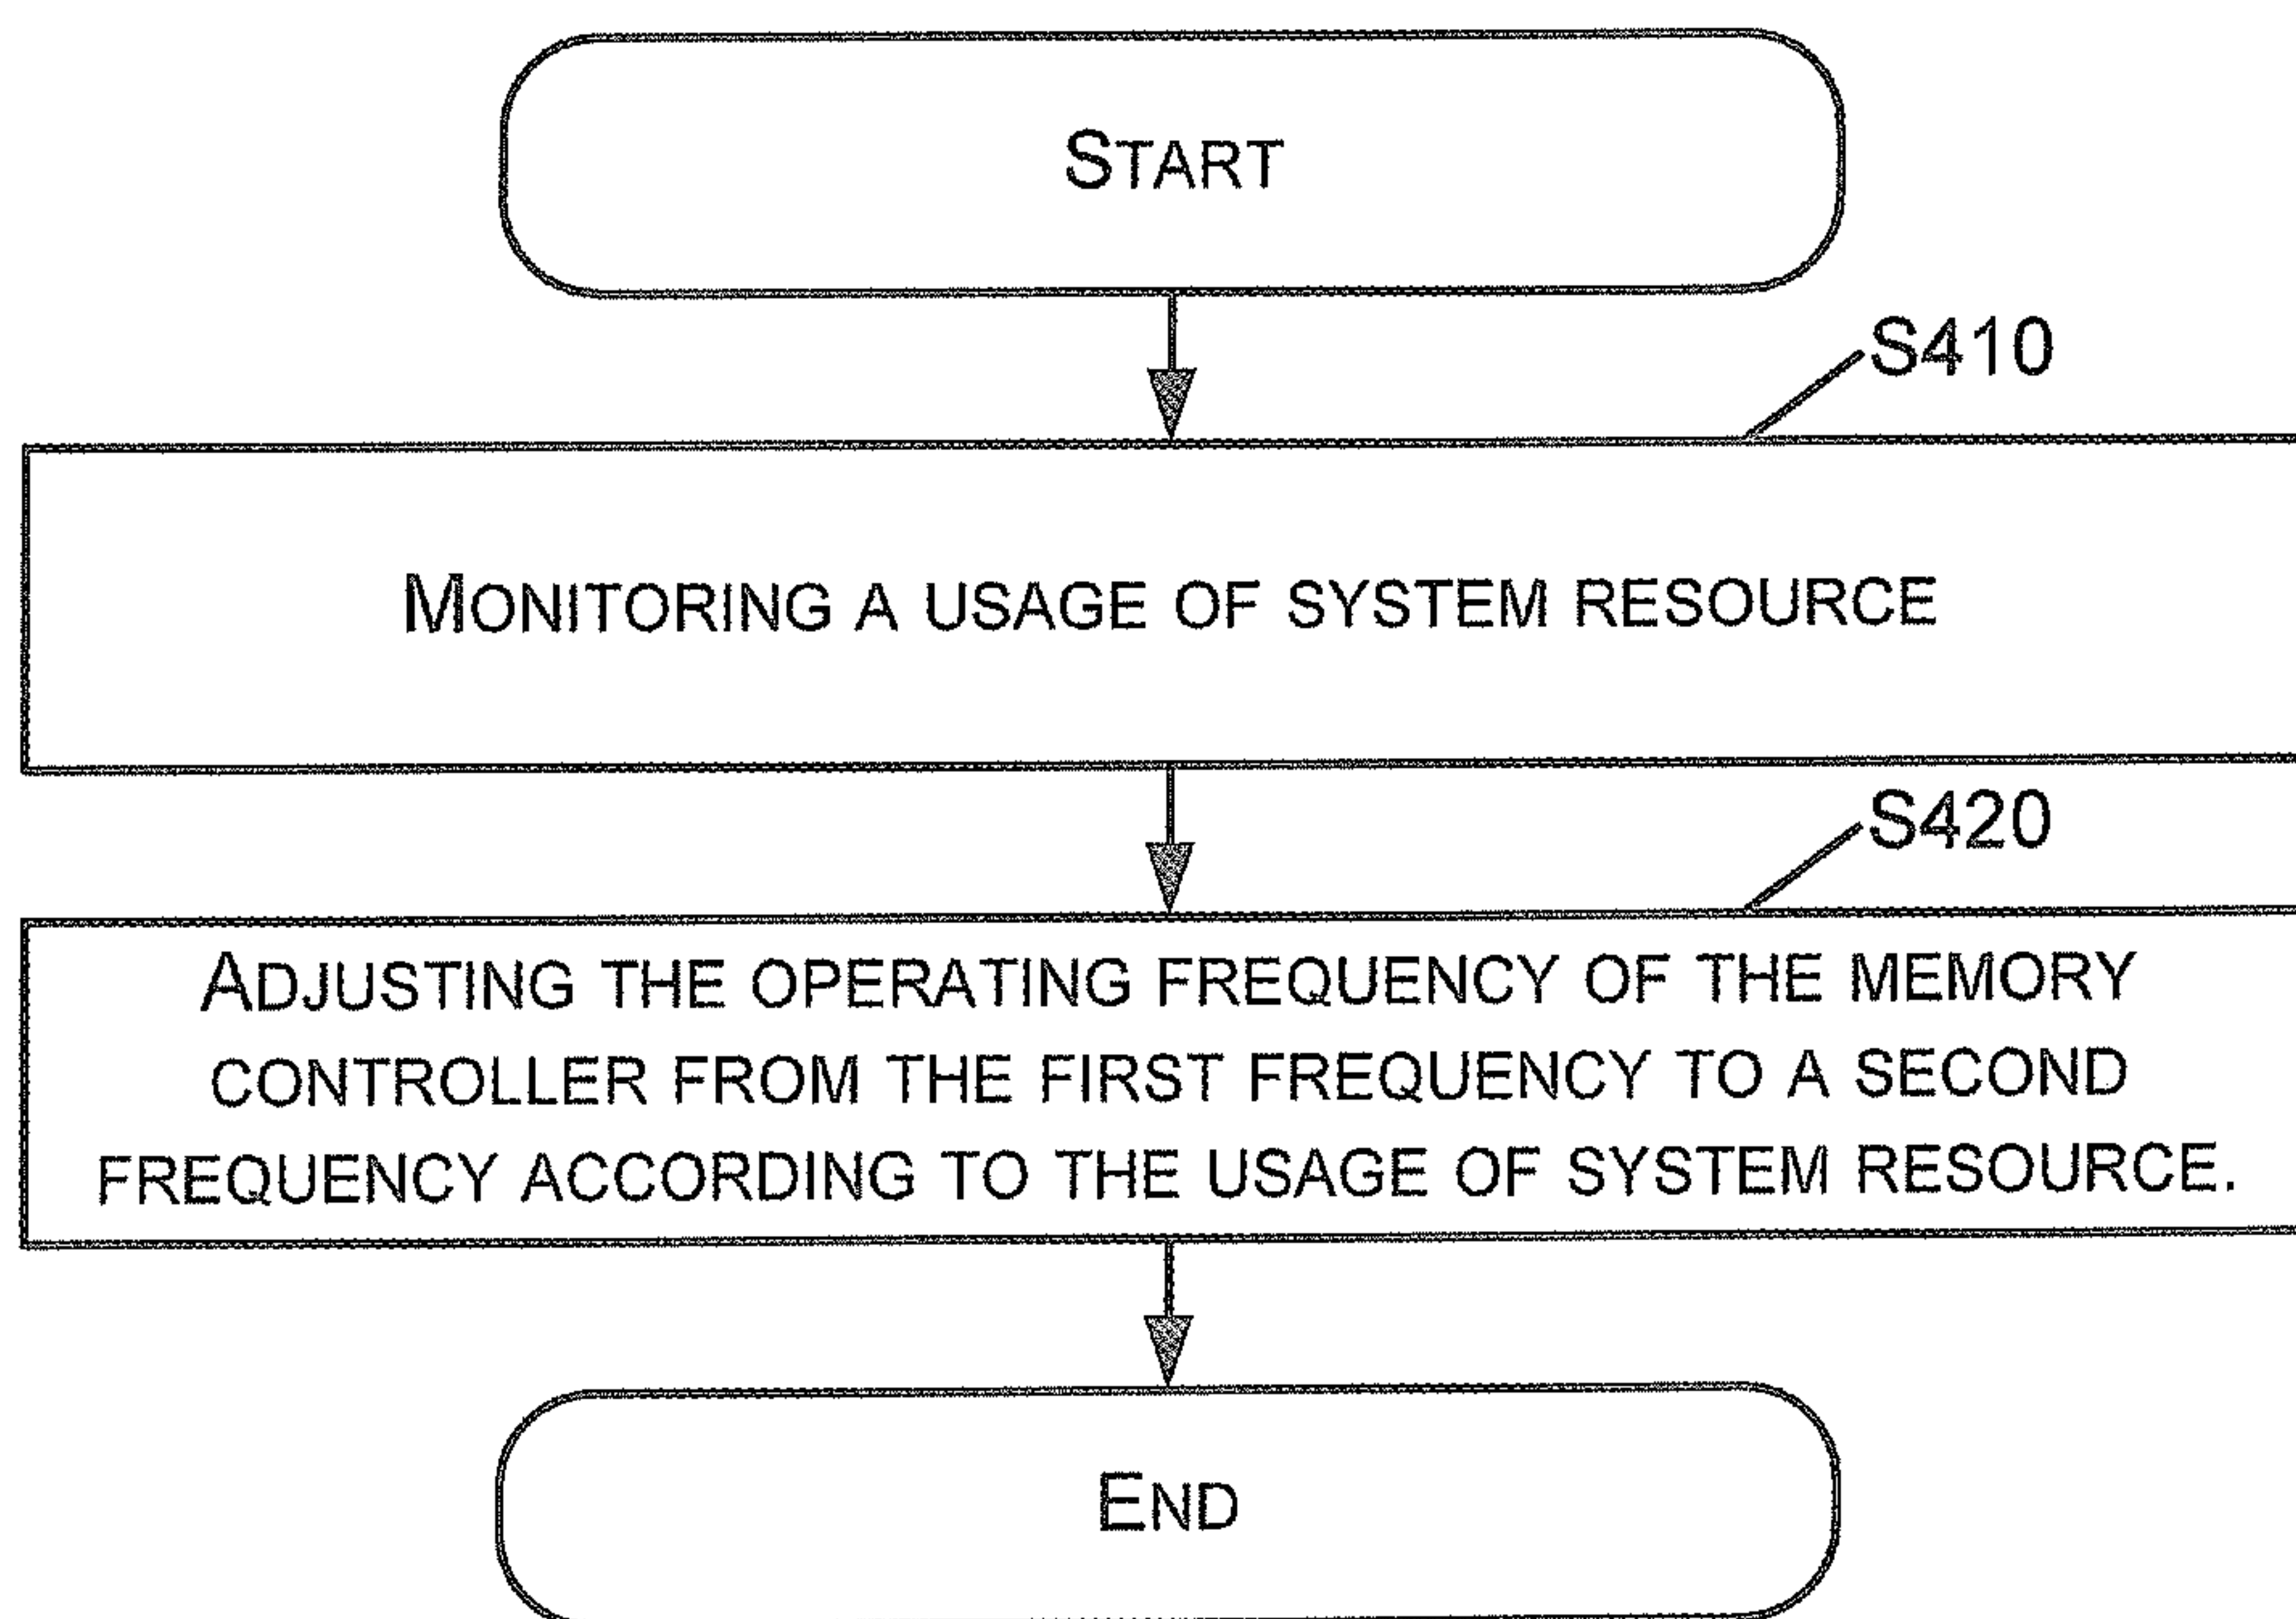 START
S410
MONITORING A USAGE OF SYSTEM RESOURCE
S420
ADJUSTING THE OPERATING FREQUENCY OF THE MEMORY
CONTROLLER FROM THE FIRST FREQUENCY TO A SECOND
FREQUENCY ACCORDING TO THE USAGE OF SYSTEM RESOURCE.
END